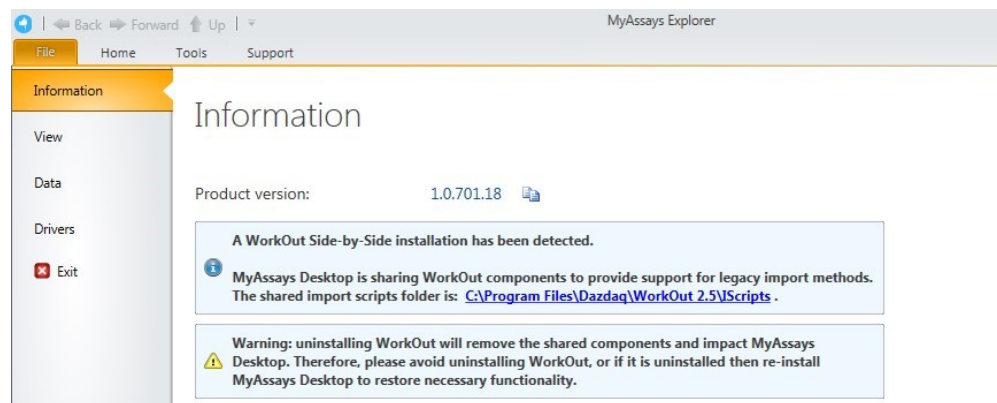 Back Forward Up MyAssays Explorer
File Home Tools Support
Information
View
Data
Drivers
Exit
Information
Product version: 1.0.701.18
A WorkOut Side-by-Side installation has been detected.
MyAssays Desktop is sharing WorkOut components to provide support for legacy import methods.
The shared import scripts folder is: C:\Program Files\Dazdaq\WorkOut 2.5\IScripts .
Warning: uninstalling WorkOut will remove the shared components and impact MyAssays
Desktop. Therefore, please avoid uninstalling WorkOut, or if it is uninstalled then re-install
MyAssays Desktop to restore necessary functionality.